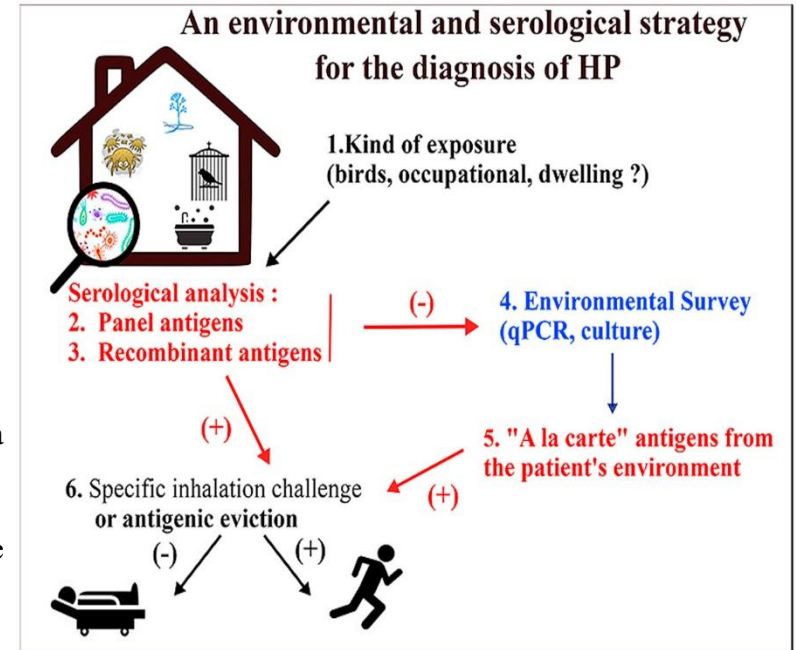 An environmental and serological strategy
for the diagnosis of HP
1.Kind of exposure
(birds, occupational, dwelling ?)
Serological analysis :
2. Panel antigens
3. Recombinant antigens
(-)
4. Environmental Survey
(qPCR, culture)
(+)
5. "A la carte" antigens from
the patient's environment
(+)
6. Specific inhalation challenge
or antigenic eviction
(-)
(+)